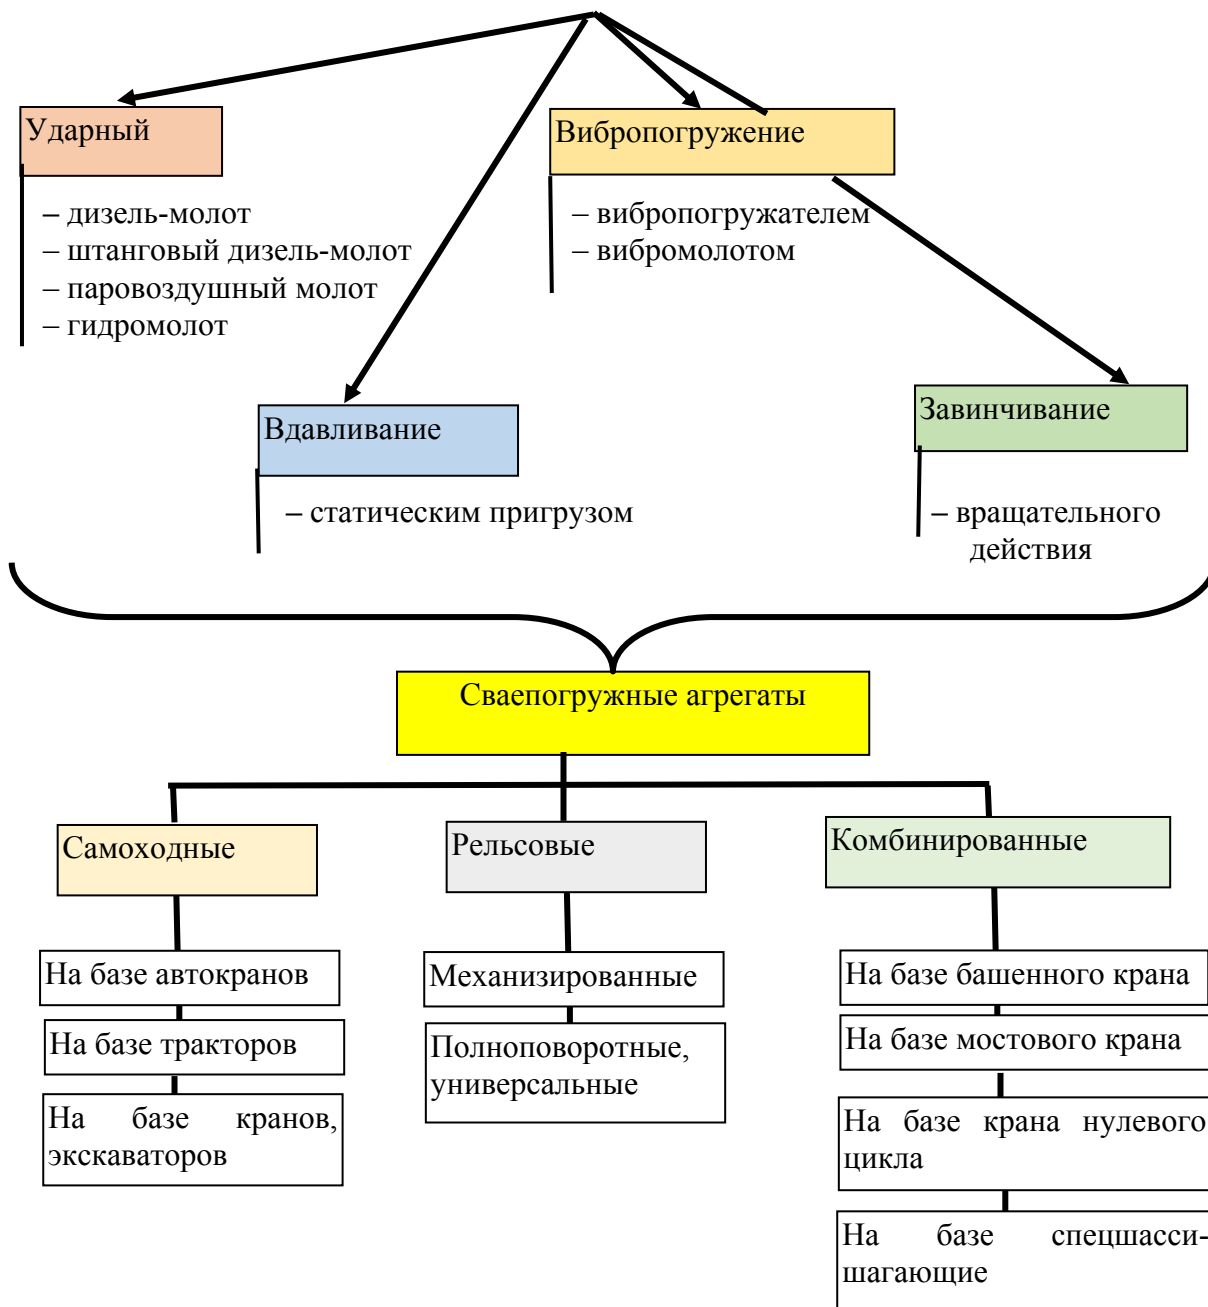 Ударный
– дизель-молот
– штанговый дизель-молот
– паровоздушный молот
– гидромолот
Вибропогружение
– вибропогружателем
– вибромолотом
Вдавливание
– статическим пригрузом
Завинчивание
– вращательного
действия
Сваепогружные агрегаты
Самоходные
На базе автокранов
На базе тракторов
На базе кранов,
экскаваторов
Рельсовые
Механизированные
Полноповоротные,
универсальные
Комбинированные
На базе башенного крана
На базе мостового крана
На базе крана нулевого
цикла
На базе спецшасси-
шагающие